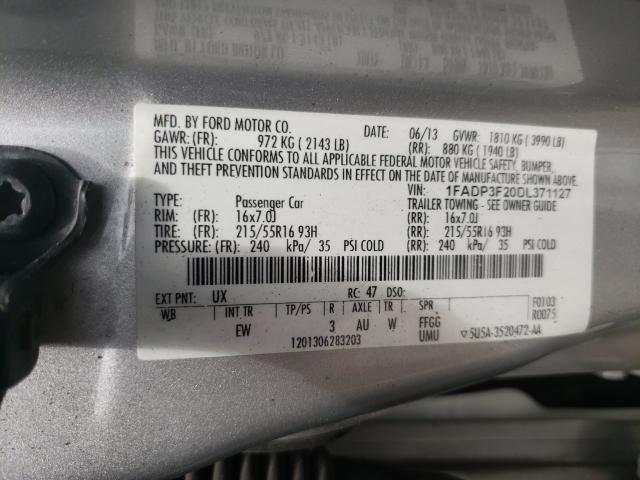 MFD. BY FORD MOTOR CO. DATE: 06/13 GVWR: 1810 KG ( 3990 LB)
GAWR: (FR): 972 KG ( 2143 LB) (RR): 880 KG ( 1940 LB)
THIS VEHICLE CONFORMS TO ALL APPLICABLE FEDERAL MOTOR VEHICLE SAFETY, BUMPER,
AND THEFT PREVENTION STANDARDS IN EFFECT ON THE DATE OF MANUFACTURE SHOWN ABOVE.
VIN: 1FADP3F20DL371127
TYPE: Passenger Car TRAILER TOWING - SEE OWNER GUIDE
RIM: (FR): 16x7.0J (RR): 16x7.0J
TIRE: (FR): 215/55R16 93H (RR): 215/55R16 93H
PRESSURE: (FR): 240 kPa/ 35 PSI COLD (RR): 240 kPa/ 35 PSI COLD
EXT PNT: UX RC: 47 DSO: F0103
WB INT TR TP/PS R AXLE TR SPR R0075
EW 3 AU W FFGG
1201306283203 UMU ▽5U5A-3520472-AA